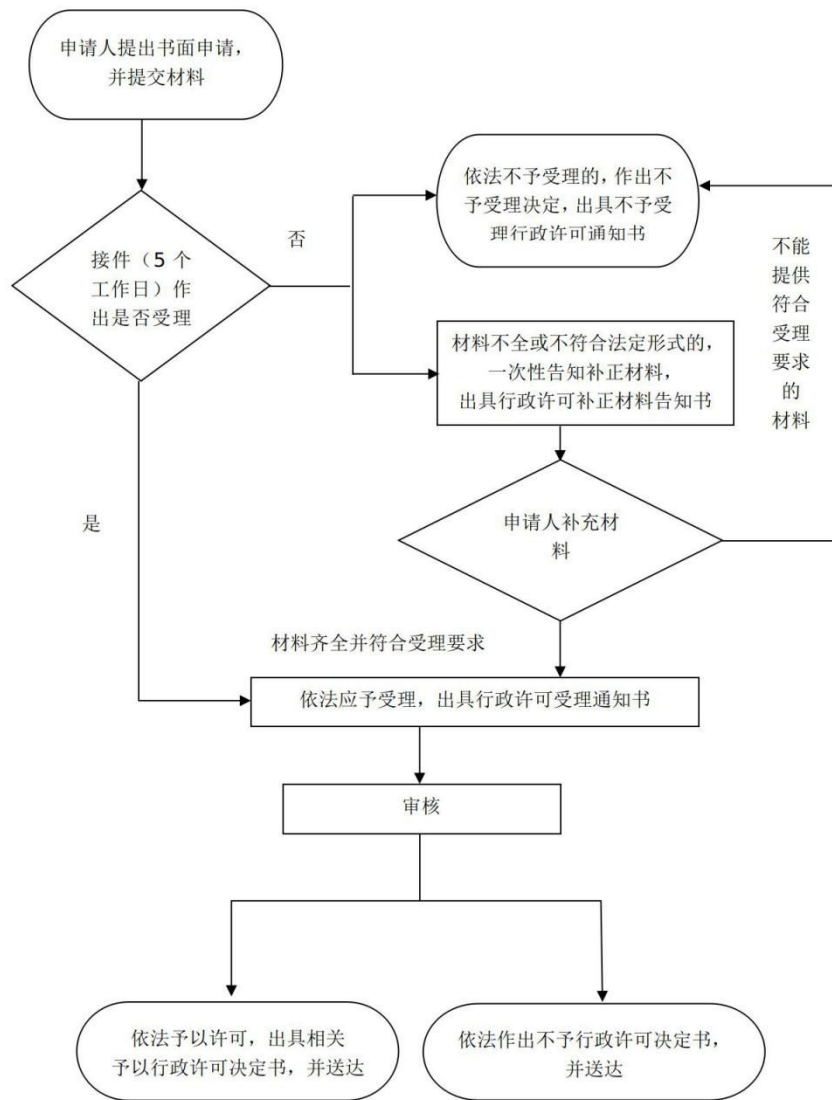 申请人提出书面申请,
并提交材料
依法不予受理的,作出不
予受理决定,出具不予受
理行政许可通知书
否
接件（5 个
工作日）作
出是否受理
不能
提供
符合
受理
要求
的
材料
材料不全或不符合法定形式的,
一次性告知补正材料,
出具行政许可补正材料告知书
是
申请人补充材
料
材料齐全并符合受理要求
依法应予受理,出具行政许可受理通知书
审核
依法予以许可,出具相关
予以行政许可决定书,并送达
依法作出不予行政许可决定书,
并送达